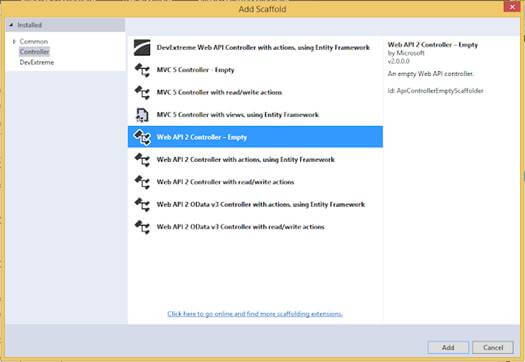 Add Scaffold
Installed
Common
Controller
DevExtreme
DevExtreme Web API Controller with actions, using Entity Framework
MVC 5 Controller - Empty
MVC 5 Controller with read/write actions
MVC 5 Controller with views, using Entity Framework
Web API 2 Controller – Empty
Web API 2 Controller with actions, using Entity Framework
Web API 2 Controller with read/write actions
Web API 2 OData v3 Controller with actions, using Entity Framework
Web API 2 OData v3 Controller with read/write actions
Click here to go online and find more scaffolding extensions.
Web API 2 Controller – Empty
by Microsoft
v2.0.0.0
An empty Web API controller.
Id: ApiControllerEmptyScaffolder
Add
Cancel